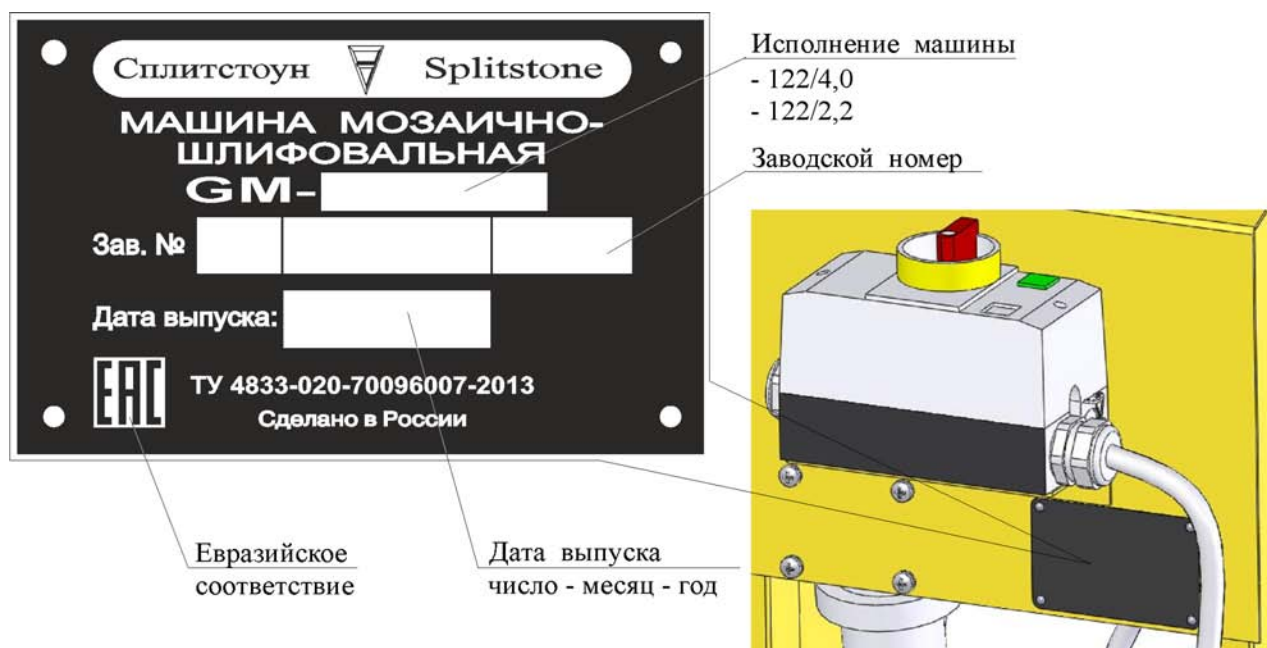 Сплитстоун Splitstone
МАШИНА МОЗАИЧНО-
ШЛИФОВАЛЬНАЯ
GM-
Зав. №
Дата выпуска:
EAC ТУ 4833-020-70096007-2013
Сделано в России
Исполнение машины
- 122/4,0
- 122/2,2
Заводской номер
Евразийское
соответствие
Дата выпуска
число - месяц - год